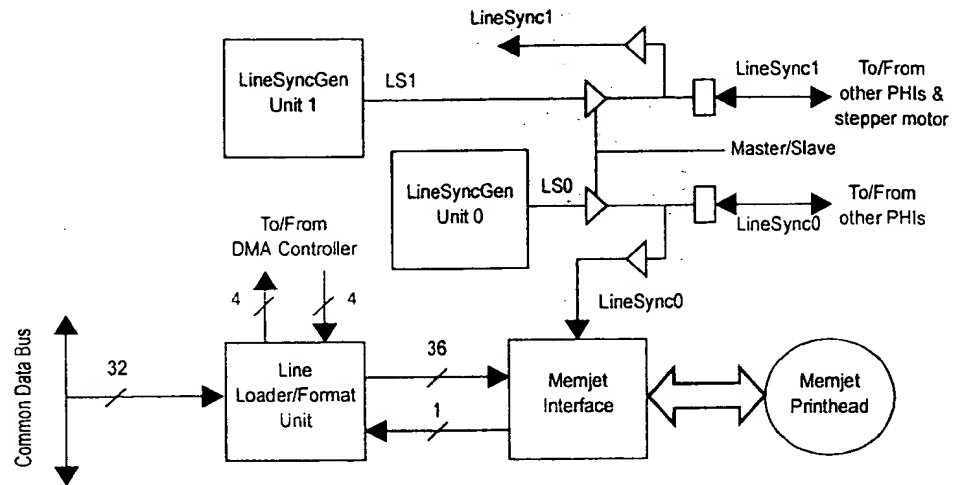 LineSync1
LineSyncGen
Unit 1
LS1
LineSync1
To/From
other PHIs &
stepper motor
Master/Slave
LineSyncGen
Unit 0
LS0
To/From
other PHIs
LineSync0
To/From
DMA Controller
4
4
LineSync0
Common Data Bus
32
Line
Loader/Format
Unit
36
1
Memjet
Interface
Memjet
Printhead